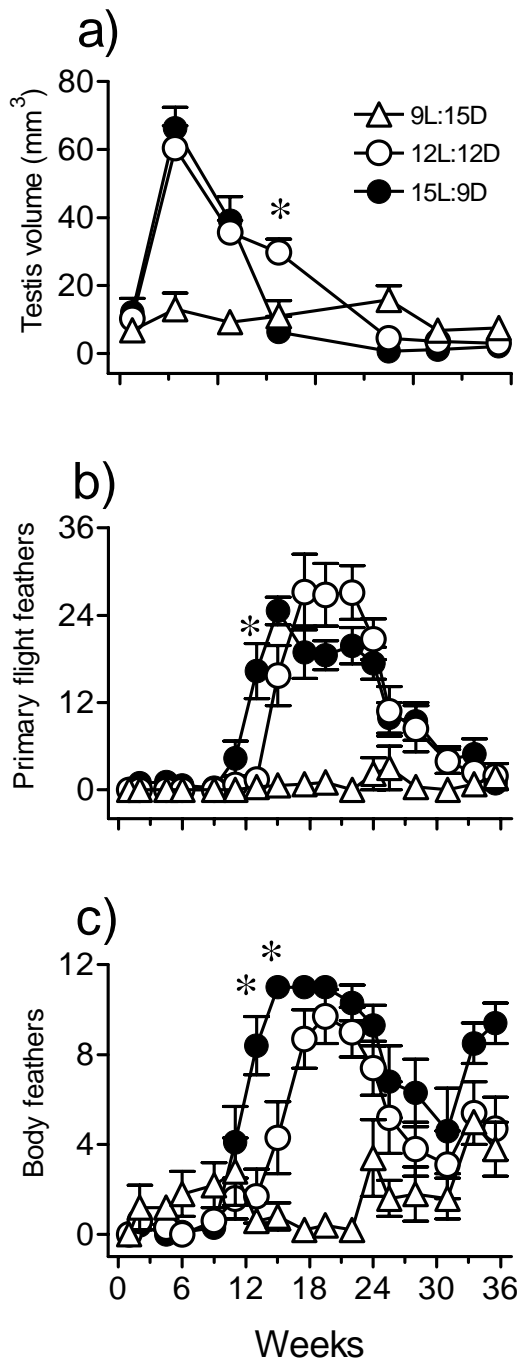 a)
Testis volume (mm³)
80
60
40
20
0
9L:15D
12L:12D
15L:9D
*
b)
Primary flight feathers
36
24
12
0
*
c)
Body feathers
12
8
4
0
*
*
0 6 12 18 24 30 36
Weeks